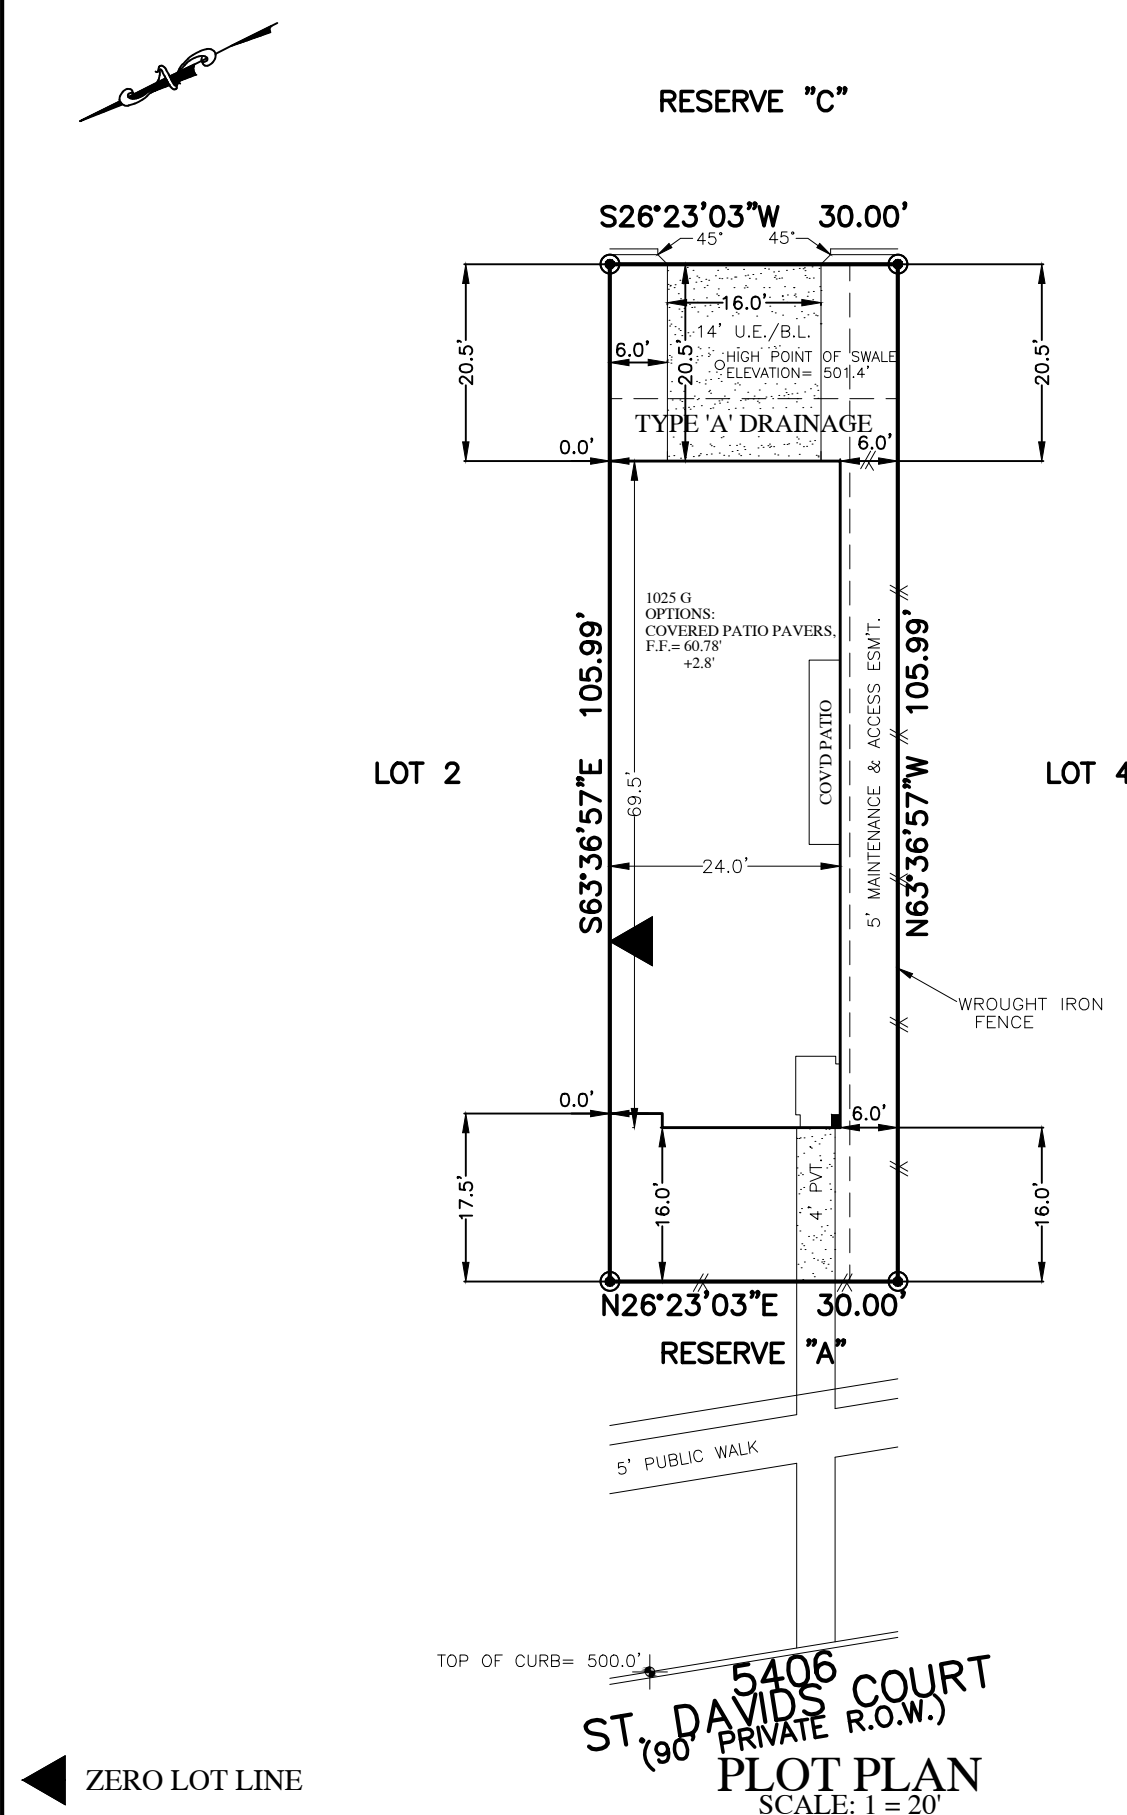 N
RESERVE "C"
S26°23'03"W 30.00'
45° 45°
16.0'
14' U.E./B.L.
6.0'
20.5'
20.5'
20.5'
HIGH POINT OF SWALE
ELEVATION= 501.4'
TYPE 'A' DRAINAGE
0.0'
6.0'
1025 G
OPTIONS:
COVERED PATIO PAVERS,
F.F.= 60.78'
+2.8'
S63°36'57"E 105.99'
N63°36'57"W 105.99'
5' MAINTENANCE & ACCESS ESM'T.
COV'D PATIO
LOT 2
LOT 4
69.5'
24.0'
WROUGHT IRON
FENCE
0.0'
6.0'
17.5'
16.0'
4' PVT.
16.0'
N26°23'03"E 30.00'
RESERVE "A"
5' PUBLIC WALK
TOP OF CURB= 500.0'
5406
ST. DAVIDS COURT
(90' PRIVATE R.O.W.)
ZERO LOT LINE
PLOT PLAN
SCALE: 1 = 20'